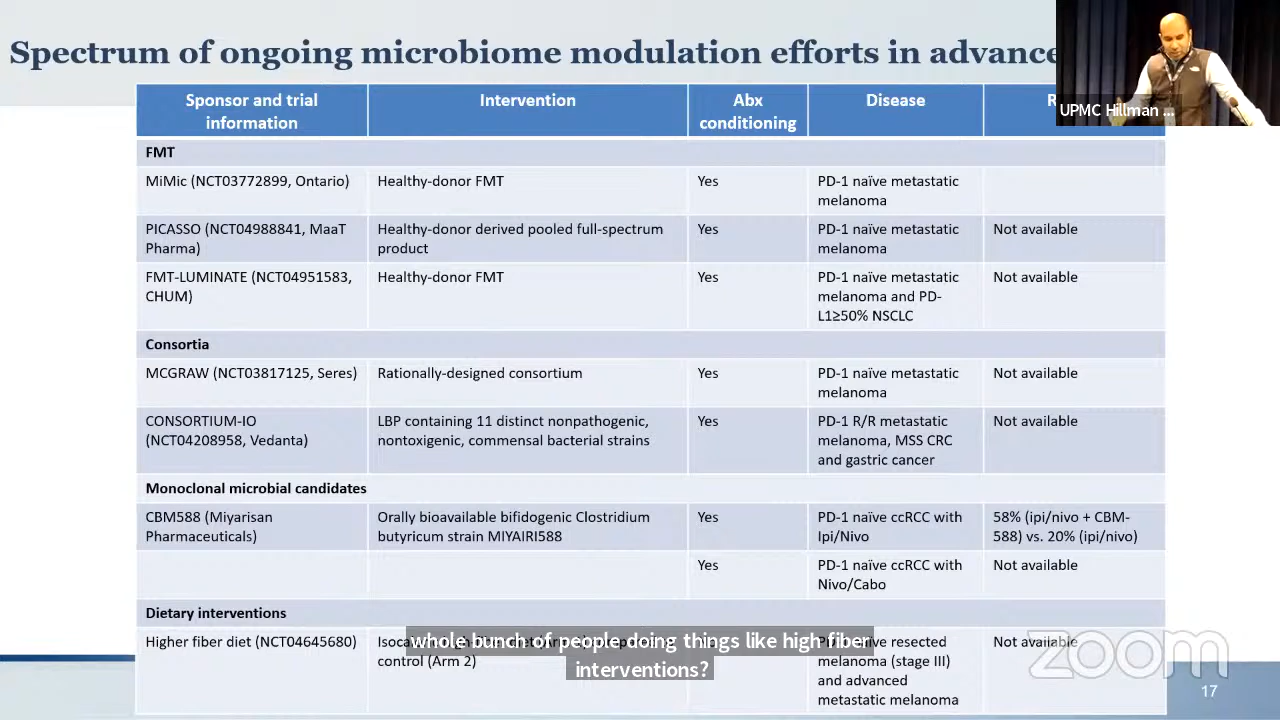 Spectrum of ongoing microbiome modulation efforts in advance
UPMC Hillman ...
Sponsor and trial
information
Intervention
Abx
conditioning
Disease
R
FMT
MiMic (NCT03772899, Ontario)
Healthy-donor FMT
Yes
PD-1 naïve metastatic
melanoma
PICASSO (NCT04988841, MaaT
Pharma)
Healthy-donor derived pooled full-spectrum
product
Yes
PD-1 naïve metastatic
melanoma
Not available
FMT-LUMINATE (NCT04951583,
CHUM)
Healthy-donor FMT
Yes
PD-1 naïve metastatic
melanoma and PD-
L1≥50% NSCLC
Not available
Consortia
MCGRAW (NCT03817125, Seres)
Rationally-designed consortium
Yes
PD-1 naïve metastatic
melanoma
Not available
CONSORTIUM-IO
(NCT04208958, Vedanta)
LBP containing 11 distinct nonpathogenic,
nontoxigenic, commensal bacterial strains
Yes
PD-1 R/R metastatic
melanoma, MSS CRC
and gastric cancer
Not available
Monoclonal microbial candidates
CBM588 (Miyarisan
Pharmaceuticals)
Orally bioavailable bifidogenic Clostridium
butyricum strain MIYAIRI588
Yes
PD-1 naïve ccRCC with
Ipi/Nivo
58% (ipi/nivo + CBM-
588) vs. 20% (ipi/nivo)
Yes
PD-1 naïve ccRCC with
Nivo/Cabo
Not available
Dietary interventions
Higher fiber diet (NCT04645680)
control (Arm 2)
resected
melanoma (stage III)
and advanced
metastatic melanoma
Not available
whole bunch of people doing things like high fiber
interventions?
zoom
17